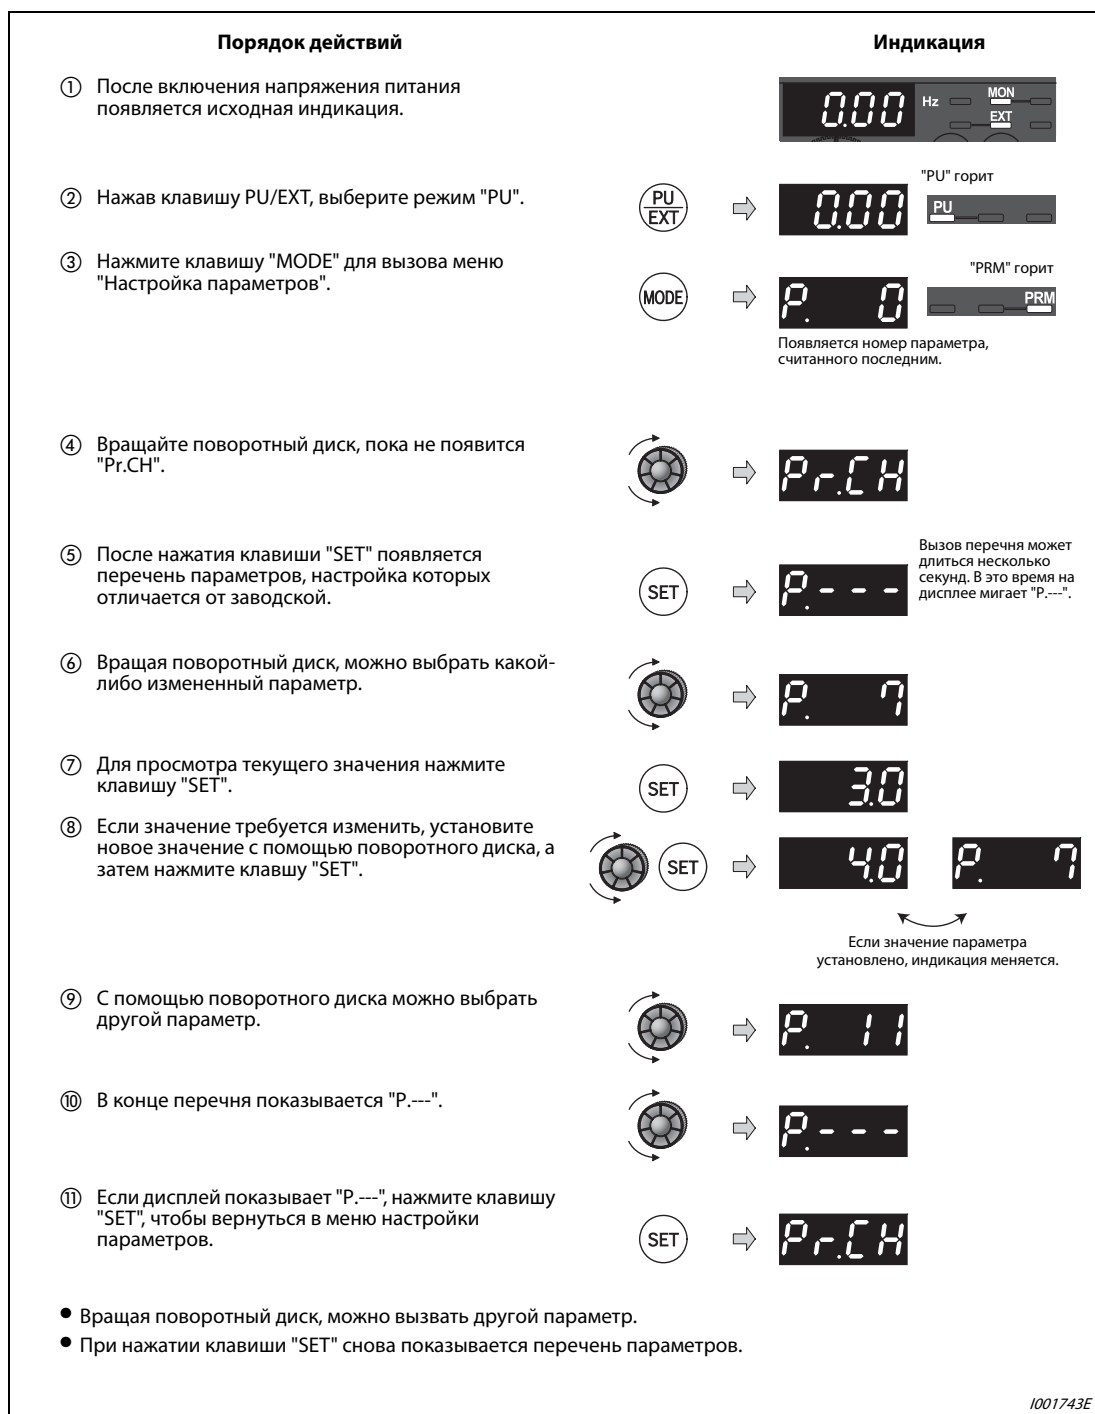 Порядок действий
Индикация
① После включения напряжения питания
появляется исходная индикация.
0.00 Hz MON
EXT
② Нажав клавишу PU/EXT, выберите режим "PU".
PU
EXT
0.00
"PU" горит
PU
③ Нажмите клавишу "MODE" для вызова меню
"Настройка параметров".
MODE
P. 0
"PRM" горит
PRM
Появляется номер параметра,
считанного последним.
④ Вращайте поворотный диск, пока не появится
"Pr.CH".
Pr.CH
⑤ После нажатия клавиши "SET" появляется
перечень параметров, настройка которых
отличается от заводской.
SET
P.---
Вызов перечня может
длиться несколько
секунд. В это время на
дисплее мигает "P.---".
⑥ Вращая поворотный диск, можно выбрать какой-
либо измененный параметр.
P. 7
⑦ Для просмотра текущего значения нажмите
клавишу "SET".
SET
3.0
⑧ Если значение требуется изменить, установите
новое значение с помощью поворотного диска, а
затем нажмите клавшу "SET".
SET
4.0
P. 7
Если значение параметра
установлено, индикация меняется.
⑨ С помощью поворотного диска можно выбрать
другой параметр.
P. 11
⑩ В конце перечня показывается "P.---".
P.---
⑪ Если дисплей показывает "P.---", нажмите клавишу
"SET", чтобы вернуться в меню настройки
параметров.
SET
Pr.CH
● Вращая поворотный диск, можно вызвать другой параметр.
● При нажатии клавиши "SET" снова показывается перечень параметров.
I001743E